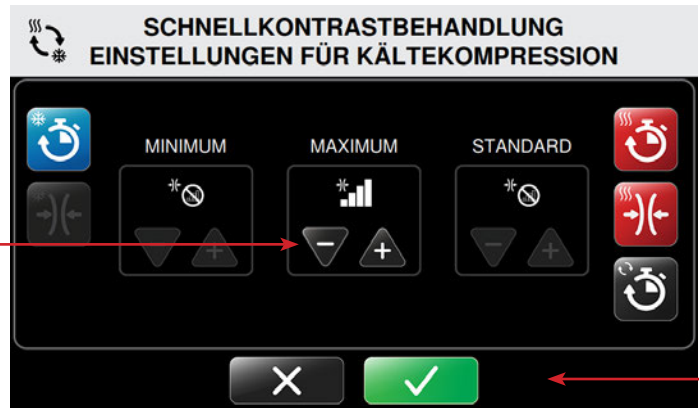 SCHNELLKONTRASTBEHANDLUNG
EINSTELLUNGEN FÜR KÄLTEKOMPRESSION
MINIMUM MAXIMUM STANDARD